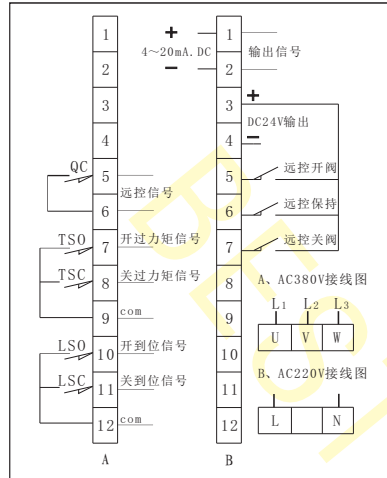 1
2
3
4
QC
5
远控信号
6
TSO
7
开过力矩信号
TSC
8
关过力矩信号
9
com
LSO
10
开到位信号
LSC
11
关到位信号
12
com
A
+
1
4~20mA.DC
输出信号
−
2
3
+
DC24V输出
4
−
5
远控开阀
6
远控保持
7
远控关阀
8
9
10
11
12
B
A、AC380V接线图
L1 L2 L3
U V W
B、AC220V接线图
L N
BESI